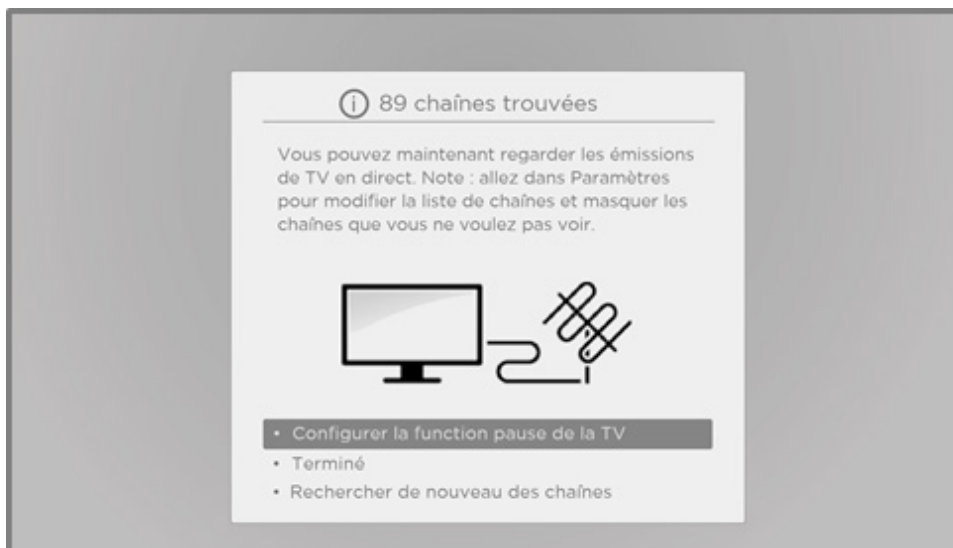 89 chaînes trouvées
Vous pouvez maintenant regarder les émissions
de TV en direct. Note : allez dans Paramètres
pour modifier la liste de chaînes et masquer les
chaînes que vous ne voulez pas voir.
• Configurer la function pause de la TV
• Terminé
• Rechercher de nouveau des chaînes